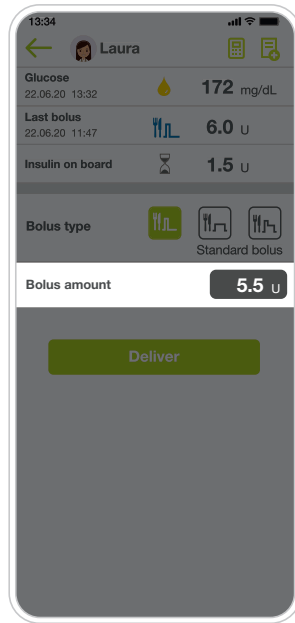 13:34
Laura
Glucose
22.06.20 13:32
172 mg/dL
Last bolus
22.06.20 11:47
6.0 U
Insulin on board
1.5 U
Bolus type
Standard bolus
Bolus amount
5.5 U
Deliver